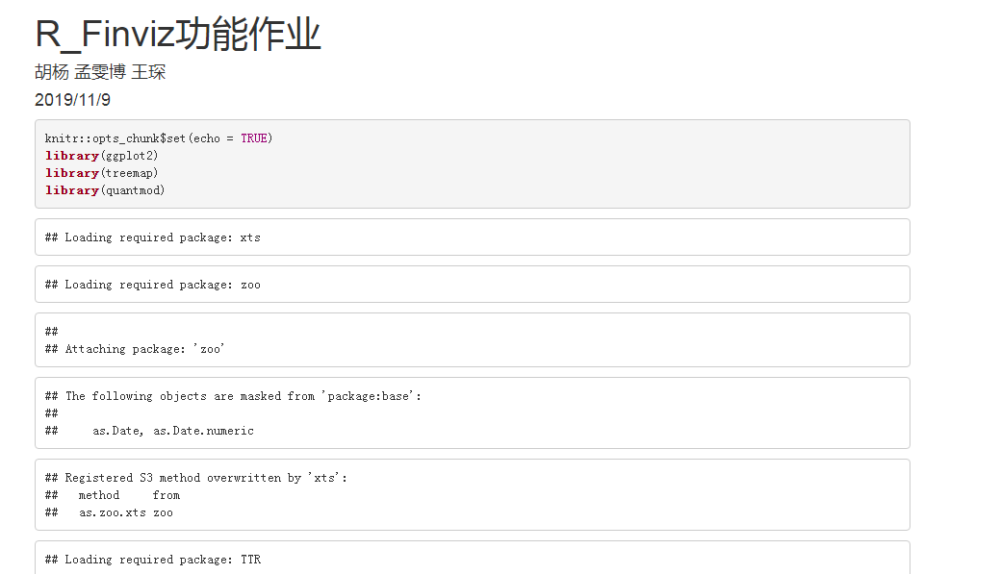 R_Finviz功能作业
胡杨 孟雯博 王琛
2019/11/9
knitr::opts_chunk$set(echo = TRUE)
library(ggplot2)
library(treemap)
library(quantmod)
## Loading required package: xts
## Loading required package: zoo
##
## Attaching package: 'zoo'
## The following objects are masked from 'package:base':
##
##     as.Date, as.Date.numeric
## Registered S3 method overwritten by 'xts':
##   method     from
##   as.zoo.xts zoo
## Loading required package: TTR